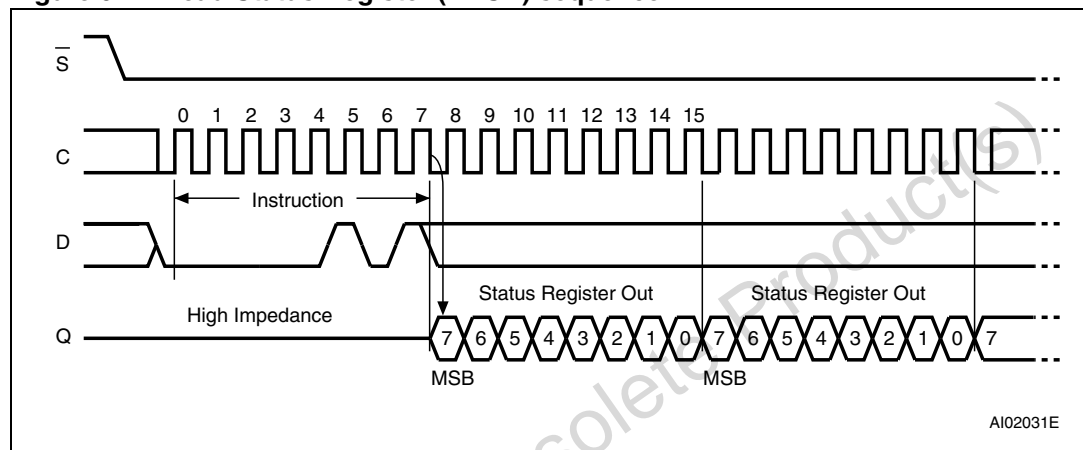 S
0 1 2 3 4 5 6 7 8 9 10 11 12 13 14 15
C
Instruction
D
Status Register Out Status Register Out
High Impedance
Q
7 6 5 4 3 2 1 0 7 6 5 4 3 2 1 0 7
MSB MSB
AI02031E
solete Product(s)